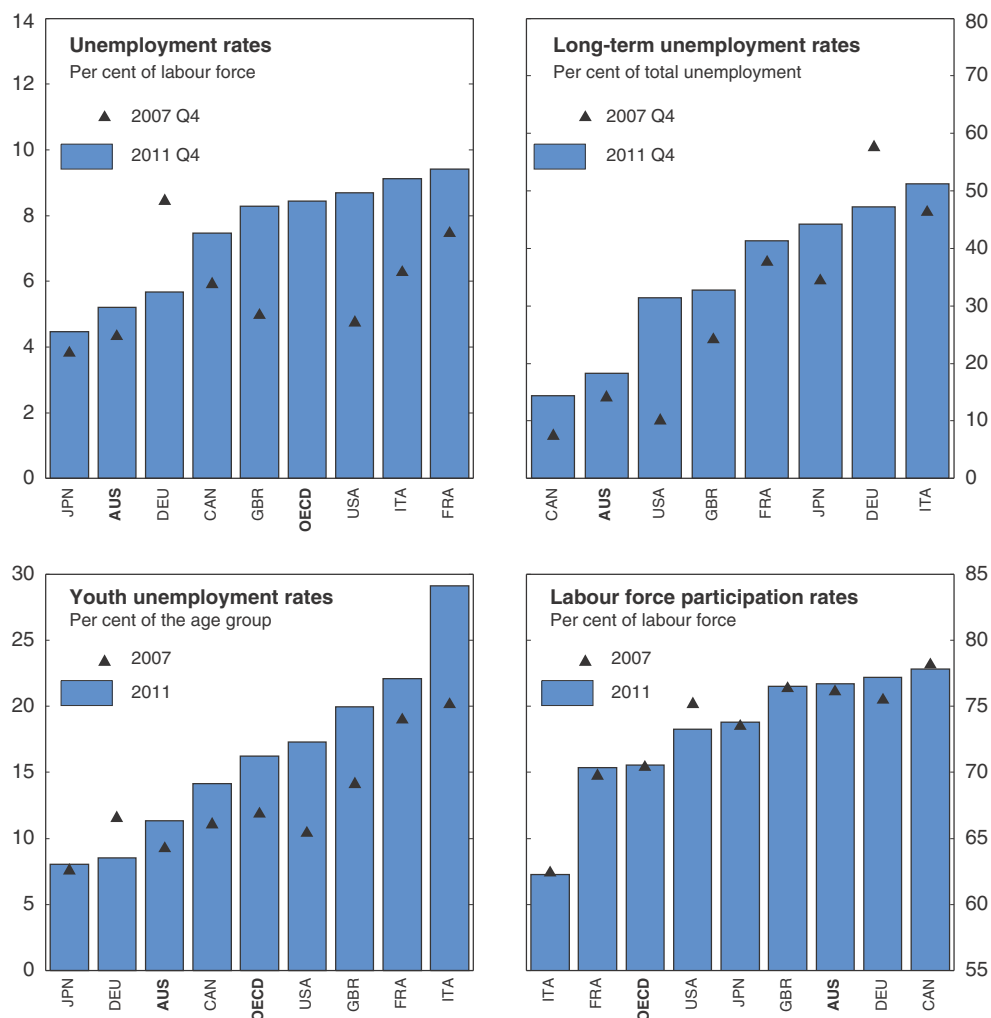 Unemployment rates
Per cent of labour force
2007 Q4
2011 Q4
14
12
10
8
6
4
2
0
JPN
AUS
DEU
CAN
GBR
OECD
USA
ITA
FRA
Long-term unemployment rates
Per cent of total unemployment
2007 Q4
2011 Q4
80
70
60
50
40
30
20
10
0
CAN
AUS
USA
GBR
FRA
JPN
DEU
ITA
Youth unemployment rates
Per cent of the age group
2007
2011
30
25
20
15
10
5
0
JPN
DEU
AUS
CAN
OECD
USA
GBR
FRA
ITA
Labour force participation rates
Per cent of labour force
2007
2011
85
80
75
70
65
60
55
ITA
FRA
OECD
USA
JPN
GBR
AUS
DEU
CAN